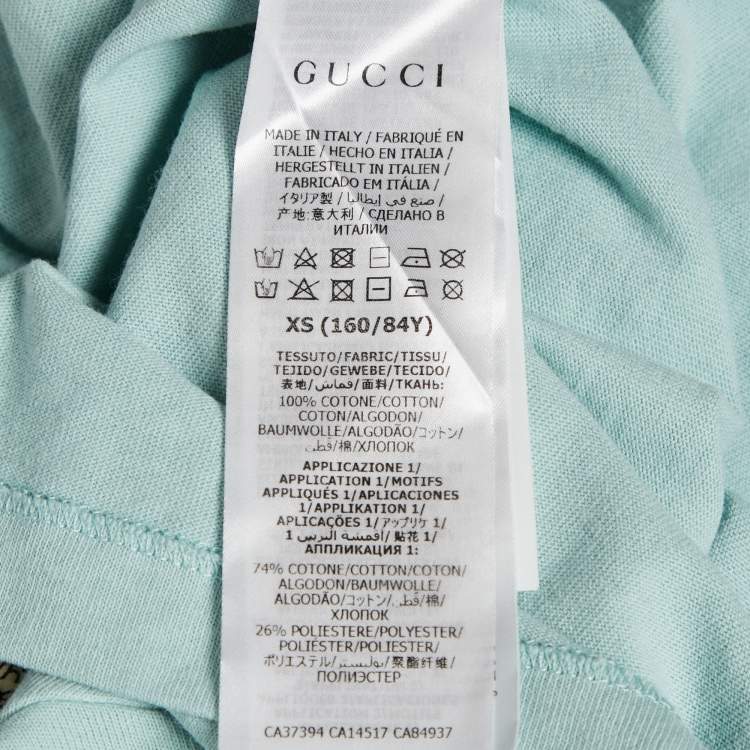 GUCCI
MADE IN ITALY / FABRIQUÉ EN
ITALIE / HECHO EN ITALIA /
HERGESTELLT IN ITALIEN /
FABRICADO EM ITÁLIA /
イタリア製 / صنع في إيطاليا /
产地:意大利 / СДЕЛАНО В
ИТАЛИИ
XS (160/84Y)
TESSUTO/FABRIC/TISSU/
TEJIDO/GEWEBE/TECIDO/
表地/قماش/面料/ТКАНЬ:
100% COTONE/COTTON/
COTON/ALGODON/
BAUMWOLLE/ALGODÃO/コットン/
قطن/棉/ХЛОПОК
APPLICAZIONE 1/
APPLICATION 1/MOTIFS
APPLIQUÉS 1/APLICACIONES
1/APPLIKATION 1/
APLICAÇÕES 1/アップリケ 1/
أقمشة التزيين 1/贴花 1/
АППЛИКАЦИЯ 1:
74% COTONE/COTTON/COTON/
ALGODON/BAUMWOLLE/
ALGODÃO/コットン/قطن/棉/
ХЛОПОК
26% POLIESTERE/POLYESTER/
POLIÉSTER/POLYESTER/
ポリエステル/بوليستر/聚酯纤维/
ПОЛИЭСТЕР
CA37394 CA14517 CA84937